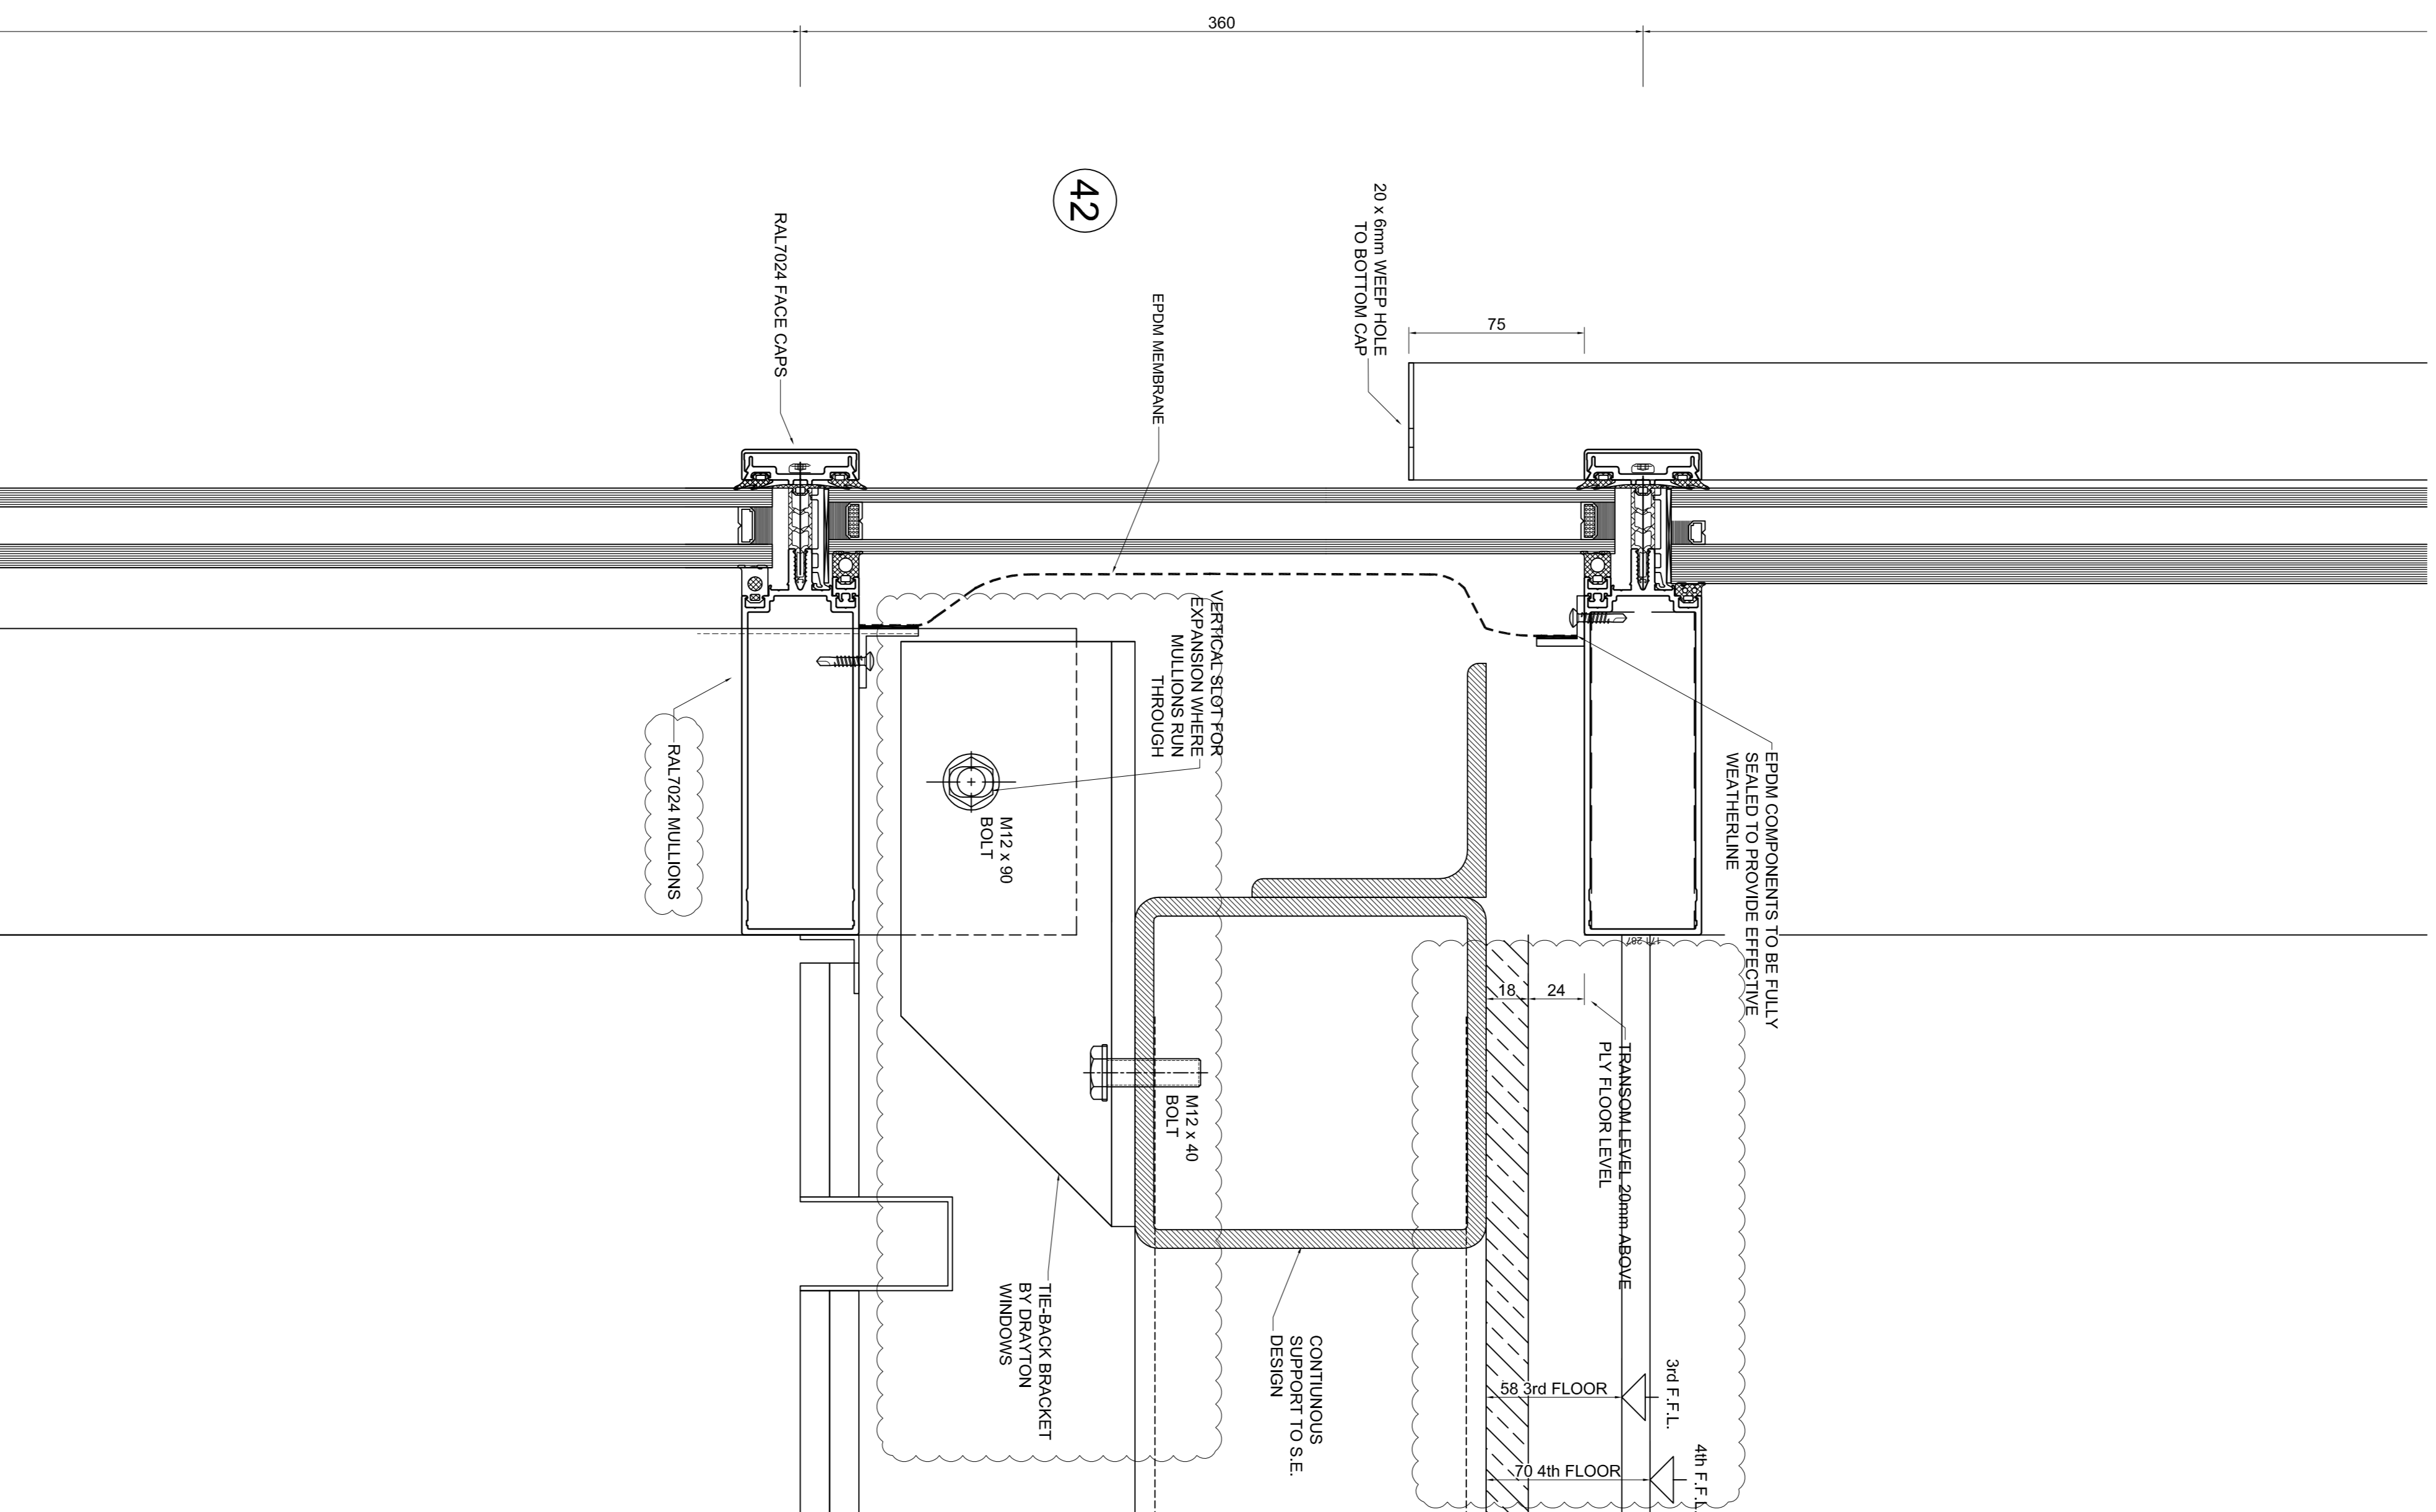 360
42
20 x 6mm WEEP HOLE
TO BOTTOM CAP
75
RAL7024 FACE CAPS
EPDM MEMBRANE
VERTICAL SLOT FOR
EXPANSION WHERE
MULLIONS RUN
THROUGH
EPDM COMPONENTS TO BE FULLY
SEALED TO PROVIDE EFFECTIVE
WEATHERLINE
RAL7024 MULLIONS
M12 x 90
BOLT
18
24
TRANSOM LEVEL 20mm ABOVE
PLY FLOOR LEVEL
M12 x 40
BOLT
TIE-BACK BRACKET
BY DRAYTON
WINDOWS
CONTIUNOUS
SUPPORT TO S.E.
DESIGN
58 3rd FLOOR
3rd F.F.L.
70 4th FLOOR
4th F.F.L